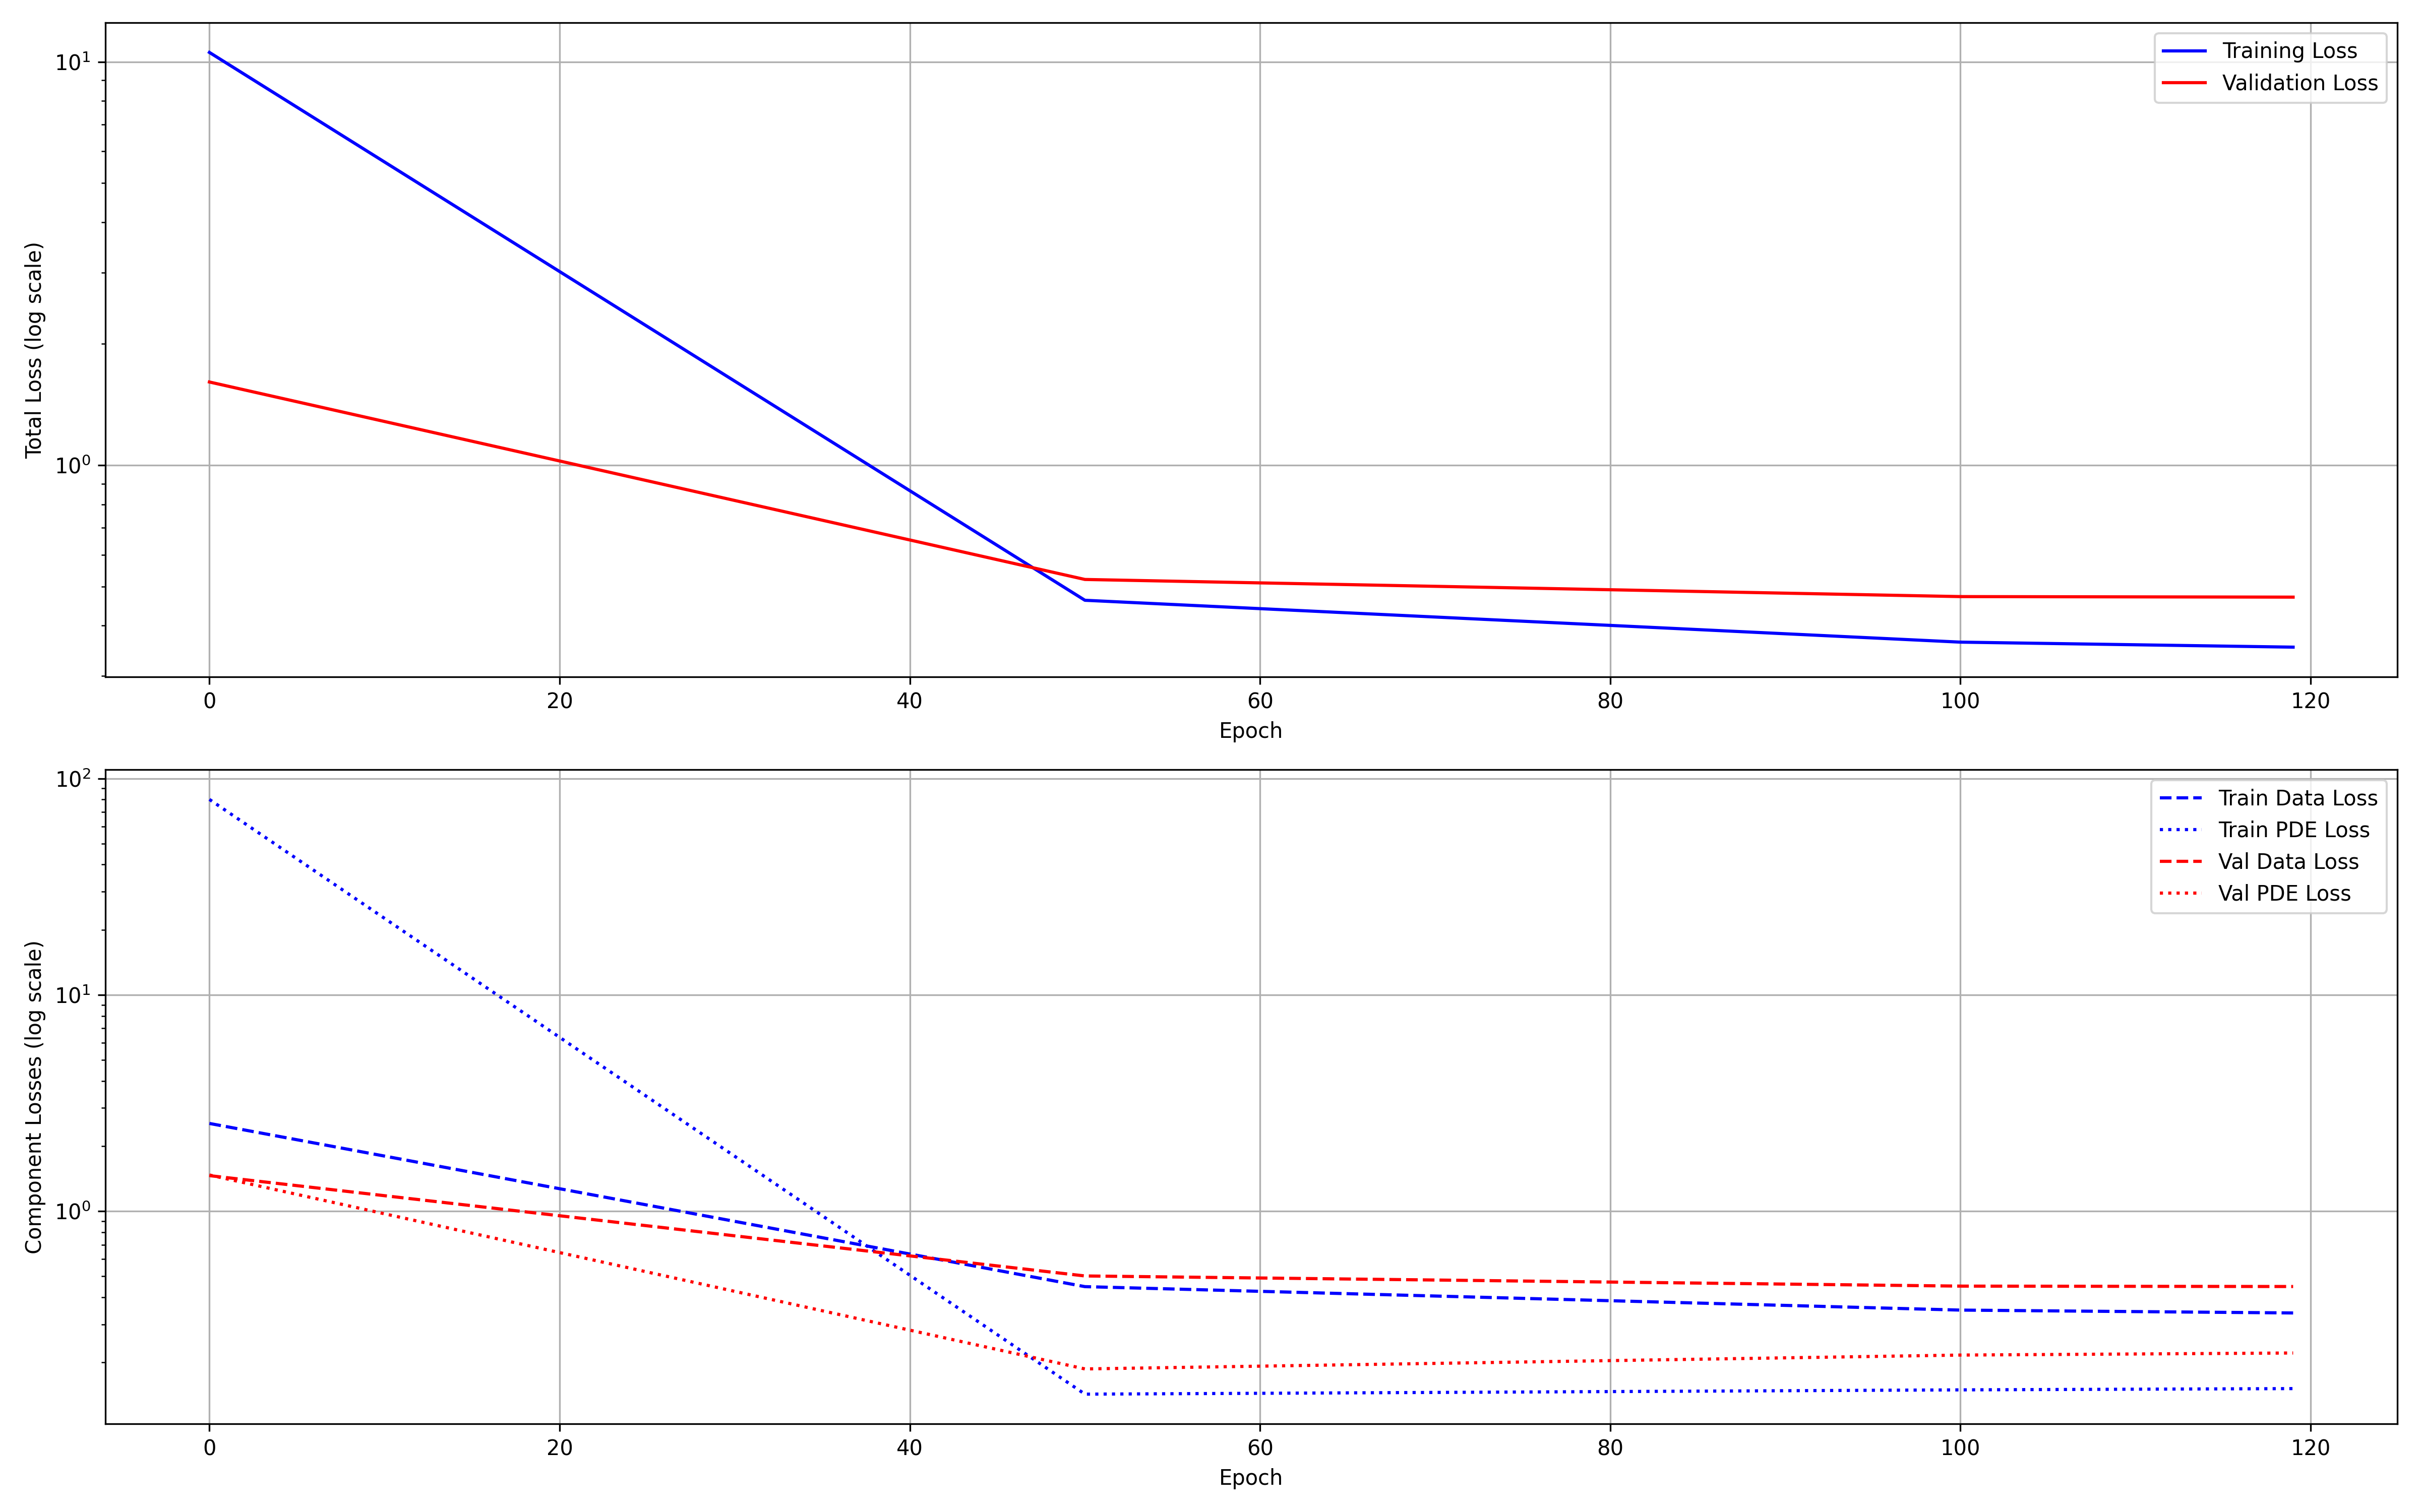 10¹
10⁰
Total Loss (log scale)
Training Loss
Validation Loss
0 20 40 60 80 100 120
Epoch
10²
10¹
10⁰
Component Losses (log scale)
Train Data Loss
Train PDE Loss
Val Data Loss
Val PDE Loss
0 20 40 60 80 100 120
Epoch